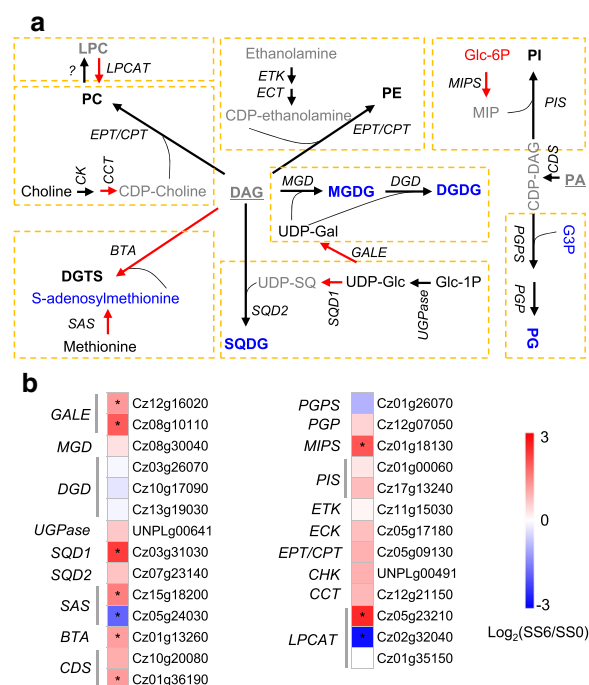 a
LPC
? LPCAT
PC
EPT/CPT
CK CCT
Choline CDP-Choline
Ethanolamine
ETK
ECT
CDP-ethanolamine
PE
EPT/CPT
Glc-6P PI
MIPS
MIP PIS
CDP-DAG CDS PA
DAG
MGD MGDG DGD DGDG
UDP-Gal
GALE
BTA
DGTS
S-adenosylmethionine
SAS
Methionine
UDP-SQ SQD1 UDP-Glc UGPase Glc-1P
SQD2
SQDG
PGPS G3P
PGP
PG
b
GALE Cz12g16020
Cz08g10110
MGD Cz08g30040
Cz03g26070
DGD Cz10g17090
Cz13g19030
UGPase UNPLg00641
SQD1 * Cz03g31030
SQD2 Cz07g23140
SAS * Cz15g18200
* Cz05g24030
BTA * Cz01g13260
CDS Cz10g20080
* Cz01g36190
PGPS Cz01g26070
PGP Cz12g07050
MIPS * Cz01g18130
PIS Cz01g00060
Cz17g13240
ETK Cz11g15030
ECK Cz05g17180
EPT/CPT Cz05g09130
CHK UNPLg00491
CCT Cz12g21150
LPCAT * Cz05g23210
* Cz02g32040
Cz01g35150
3
0
-3
Log2(SS6/SS0)